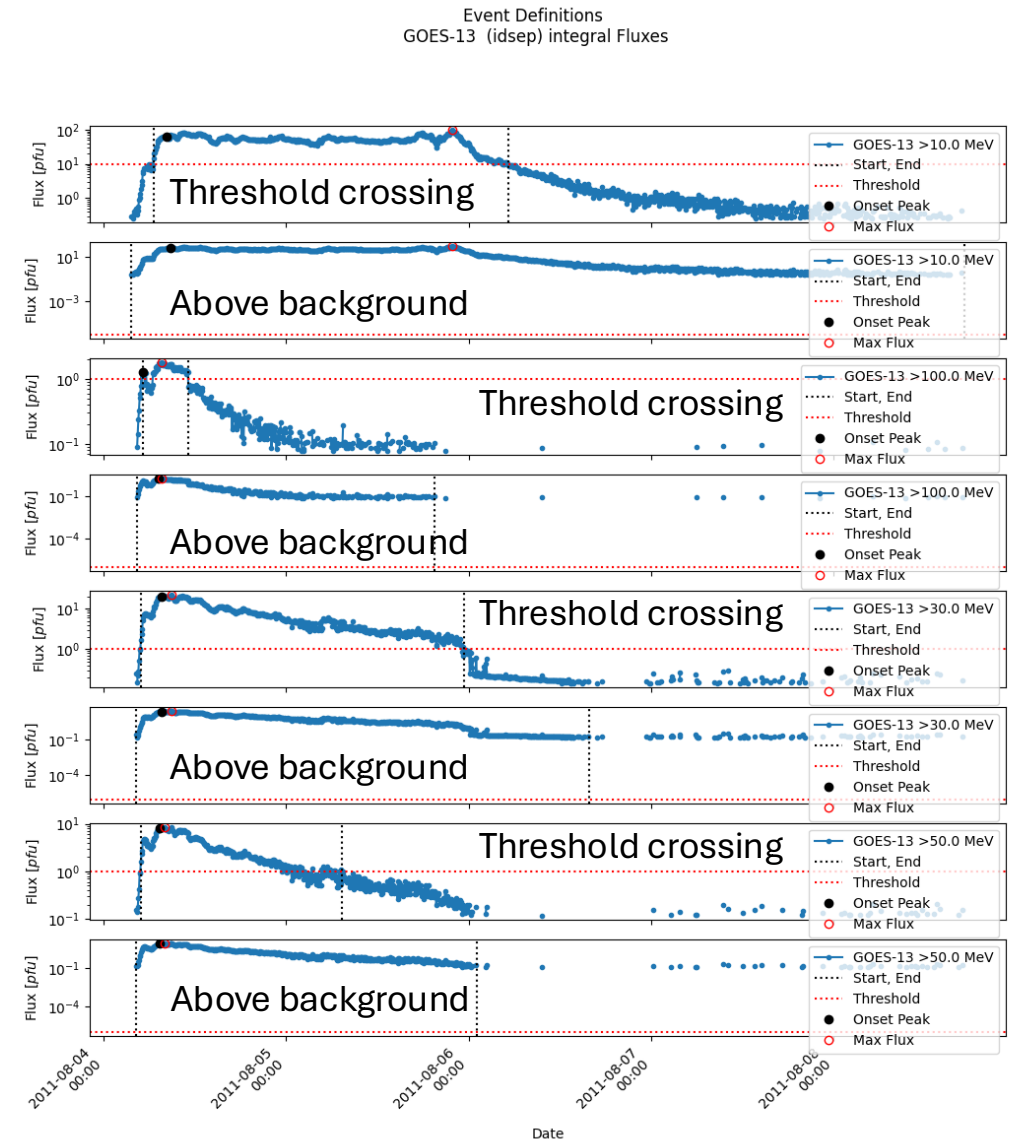 Event Definitions
GOES-13 (idsep) integral Fluxes
Flux [pfu]
10²
10¹
10⁰
Threshold crossing
GOES-13 >10.0 MeV
Start, End
Threshold
Onset Peak
Max Flux
Flux [pfu]
10¹
10⁻³
Above background
GOES-13 >10.0 MeV
Start, End
Threshold
Onset Peak
Max Flux
Flux [pfu]
10⁰
10⁻¹
Threshold crossing
GOES-13 >100.0 MeV
Start, End
Threshold
Onset Peak
Max Flux
Flux [pfu]
10⁻¹
10⁻⁴
Above background
GOES-13 >100.0 MeV
Start, End
Threshold
Onset Peak
Max Flux
Flux [pfu]
10¹
10⁰
Threshold crossing
GOES-13 >30.0 MeV
Start, End
Threshold
Onset Peak
Max Flux
Flux [pfu]
10⁻¹
10⁻⁴
Above background
GOES-13 >30.0 MeV
Start, End
Threshold
Onset Peak
Max Flux
Flux [pfu]
10¹
10⁰
10⁻¹
Threshold crossing
GOES-13 >50.0 MeV
Start, End
Threshold
Onset Peak
Max Flux
Flux [pfu]
10⁻¹
10⁻⁴
Above background
GOES-13 >50.0 MeV
Start, End
Threshold
Onset Peak
Max Flux
2011-08-04
00:00
2011-08-05
00:00
2011-08-06
00:00
2011-08-07
00:00
2011-08-08
00:00
Date